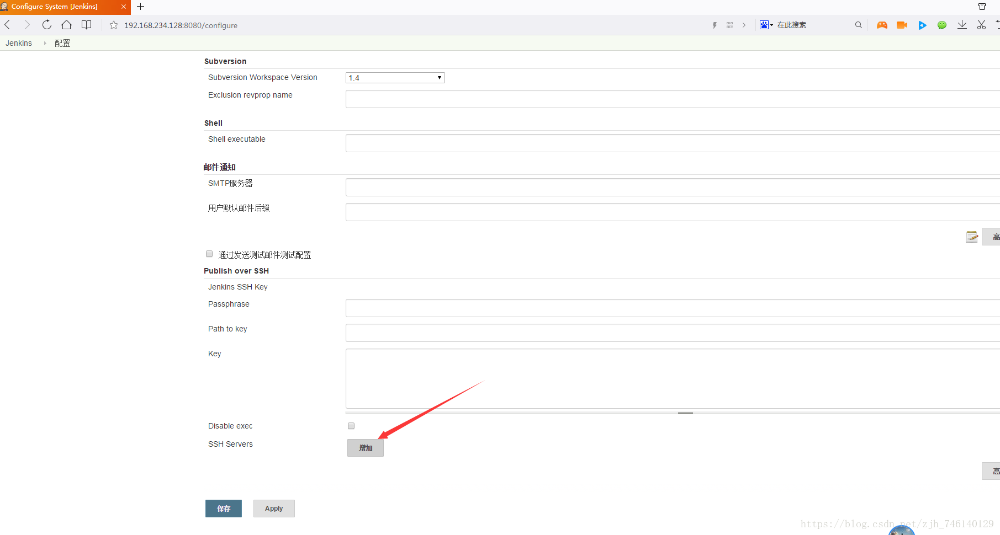 Configure System [Jenkins]
192.168.234.128:8080/configure
在此搜索
Jenkins
配置
Subversion
Subversion Workspace Version
1.4
Exclusion revprop name
Shell
Shell executable
邮件通知
SMTP服务器
用户默认邮件后缀
高
通过发送测试邮件测试配置
Publish over SSH
Jenkins SSH Key
Passphrase
Path to key
Key
Disable exec
SSH Servers
增加
高
保存
Apply
https://blog.csdn.net/zjh_746140129